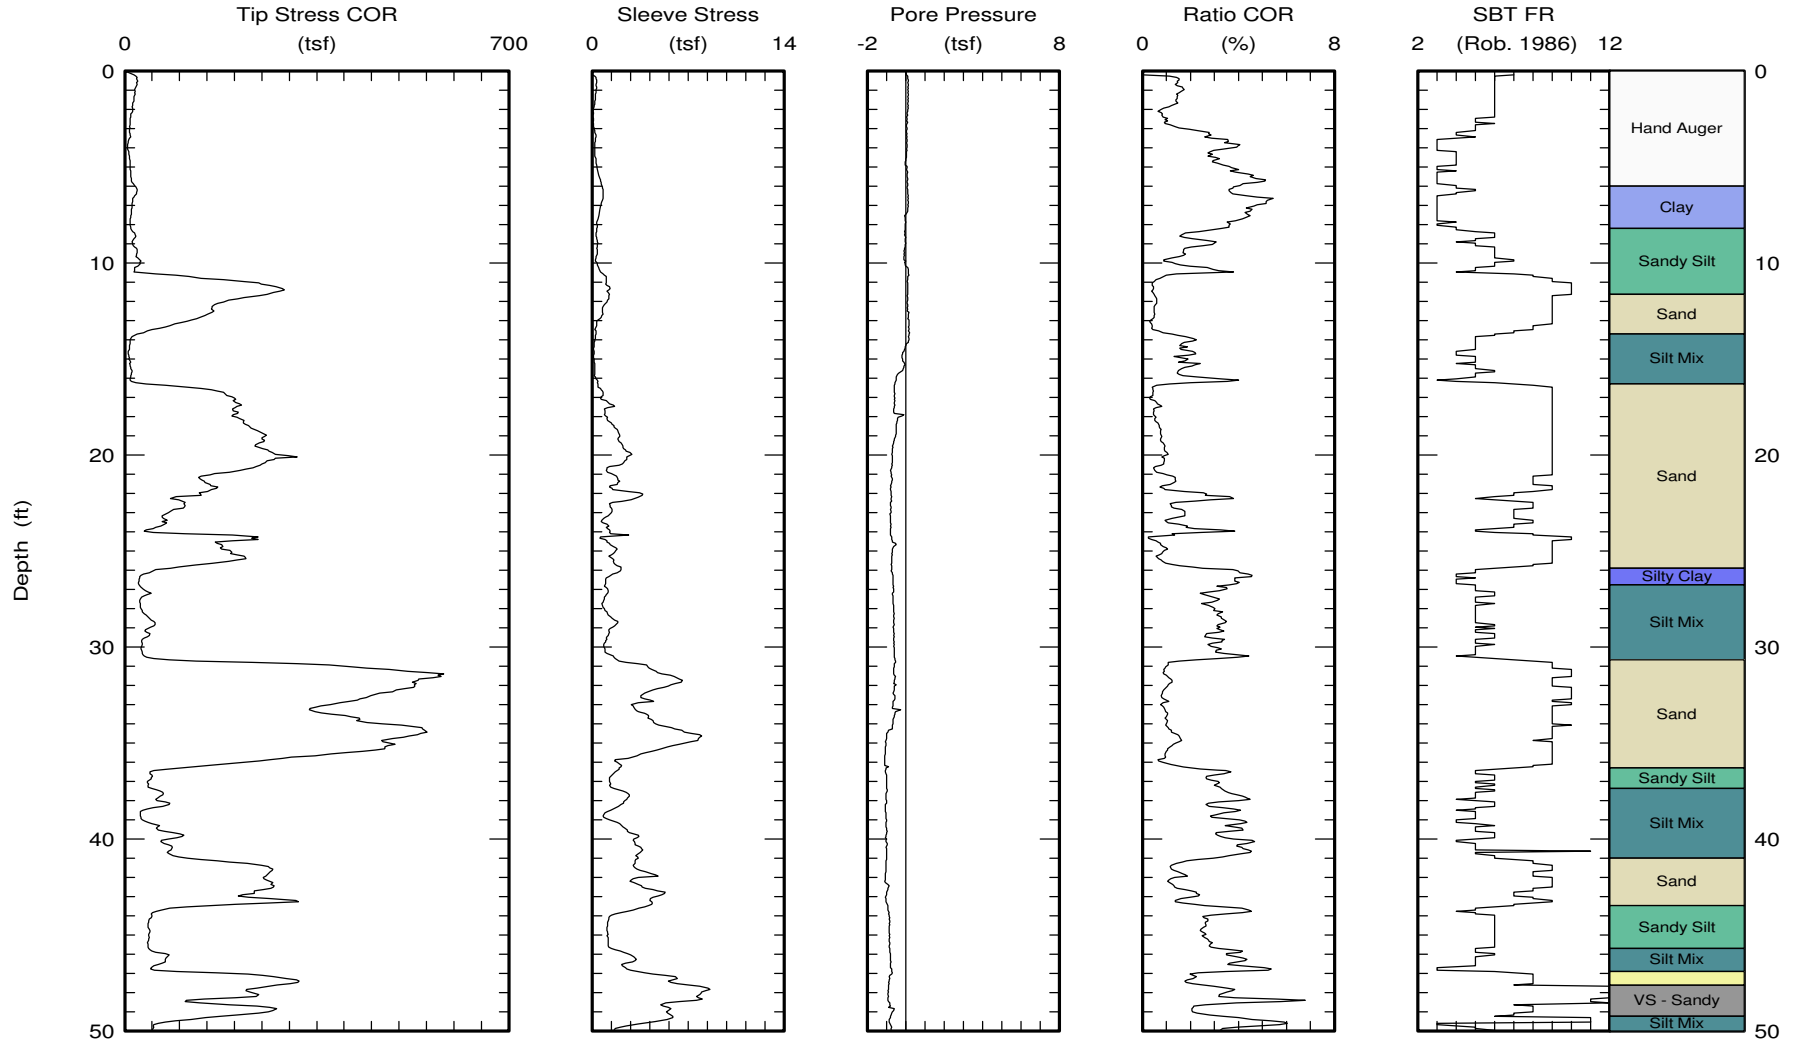 Tip Stress COR Sleeve Stress Pore Pressure Ratio COR SBT FR
0 (tsf) 700 0 (tsf) 14 -2 (tsf) 8 0 (%) 8 2 (Rob. 1986) 12
0 0
Hand Auger
Clay
Sandy Silt
10 10
Sand
Silt Mix
20 20
Sand
Depth (ft)
Silty Clay
Silt Mix
30 30
Sand
Sandy Silt
Silt Mix
40 40
Sand
Sandy Silt
Silt Mix
VS - Sandy
Silt Mix
50 50